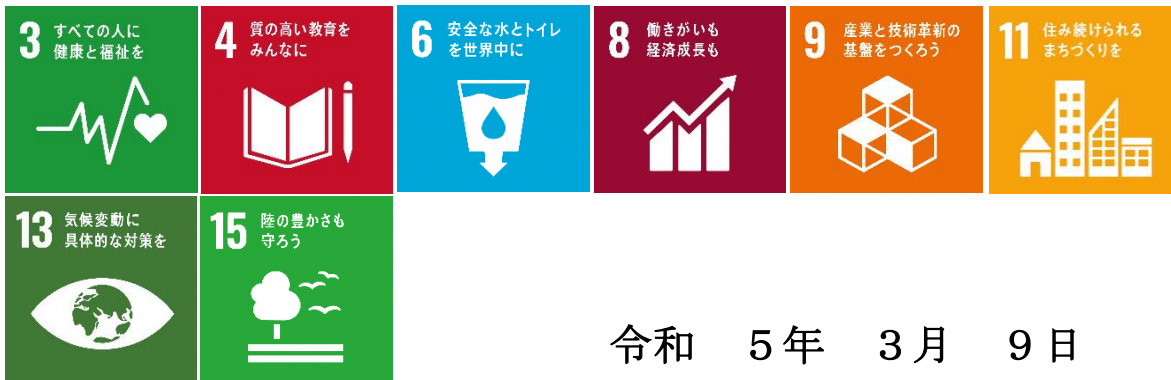 3 すべての人に
健康と福祉を
4 質の高い教育を
みんなに
6 安全な水とトイレ
を世界中に
8 働きがいも
経済成長も
9 産業と技術革新の
基盤をつくろう
11 住み続けられる
まちづくりを
13 気候変動に
具体的な対策を
15 陸の豊かさも
守ろう
令和 ５年 ３月 ９日